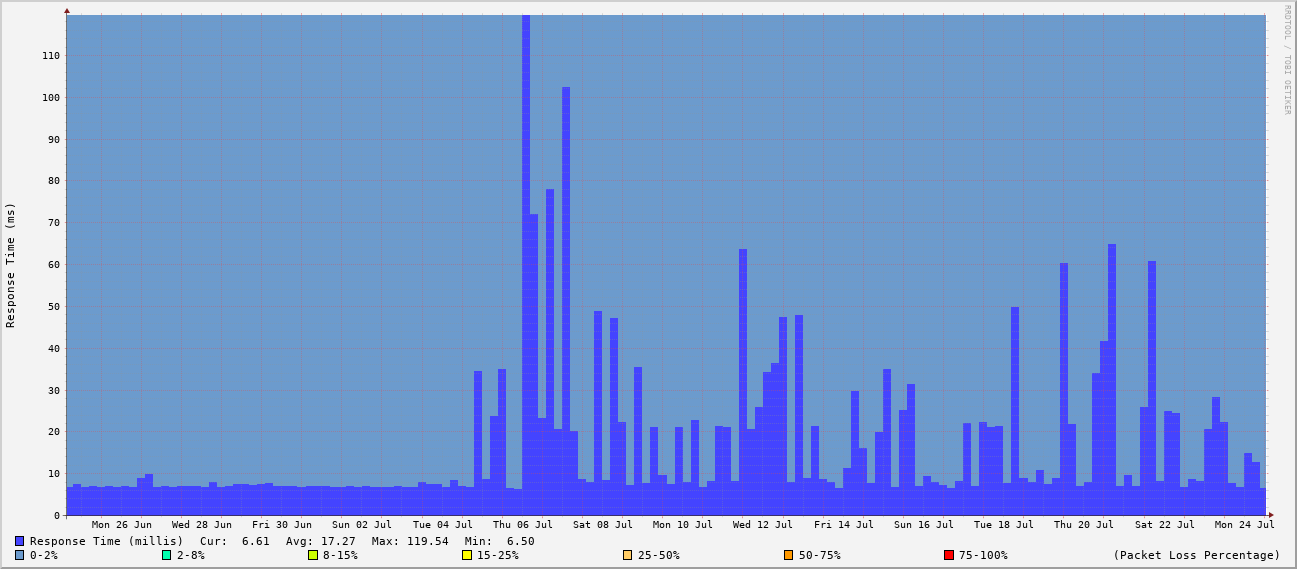 RRDTOOL / TOBI OETIKER
Response Time (ms)
110
100
90
80
70
60
50
40
30
20
10
0
Mon 26 Jun Wed 28 Jun Fri 30 Jun Sun 02 Jul Tue 04 Jul Thu 06 Jul Sat 08 Jul Mon 10 Jul Wed 12 Jul Fri 14 Jul Sun 16 Jul Tue 18 Jul Thu 20 Jul Sat 22 Jul Mon 24 Jul
Response Time (millis) Cur: 6.61 Avg: 17.27 Max: 119.54 Min: 6.50
0-2% 2-8% 8-15% 15-25% 25-50% 50-75% 75-100% (Packet Loss Percentage)